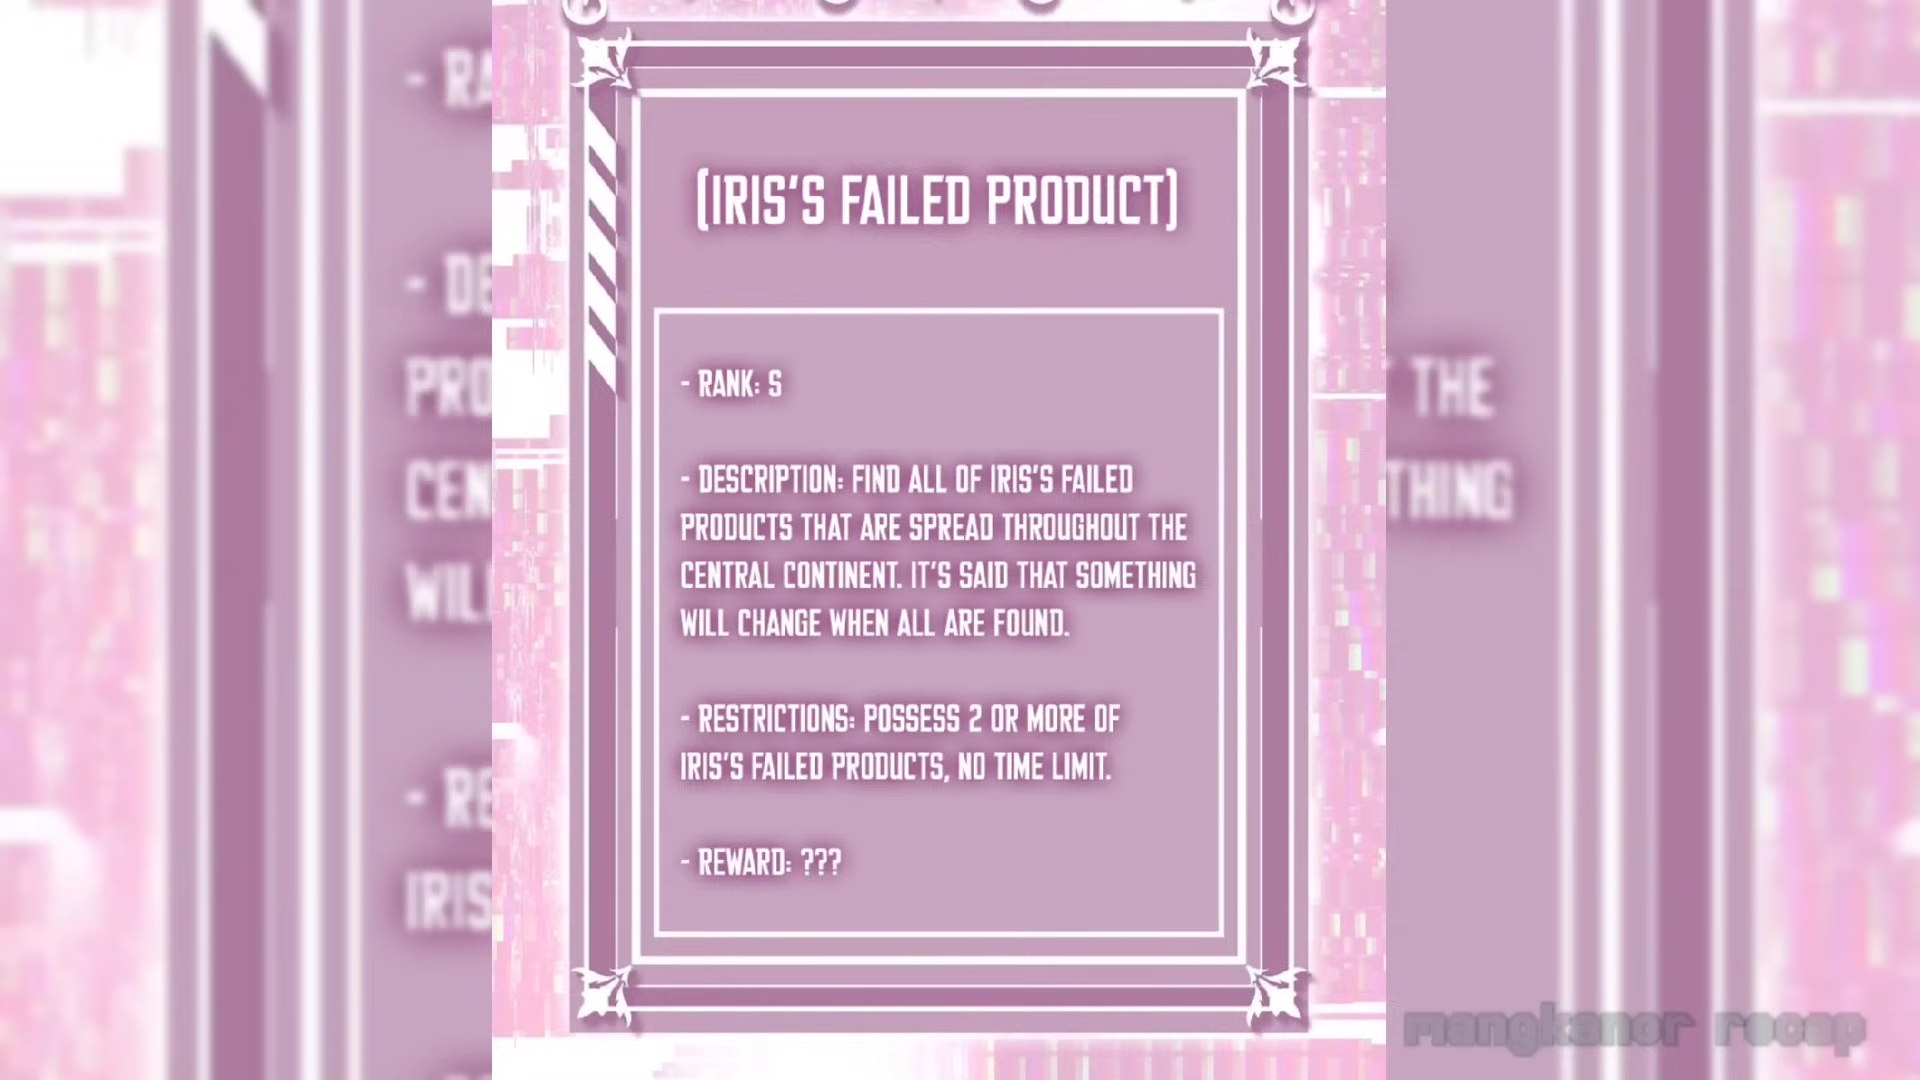 [IRIS'S FAILED PRODUCT]
- RANK: S
- DESCRIPTION: FIND ALL OF IRIS'S FAILED
PRODUCTS THAT ARE SPREAD THROUGHOUT THE
CENTRAL CONTINENT. IT'S SAID THAT SOMETHING
WILL CHANGE WHEN ALL ARE FOUND.
- RESTRICTIONS: POSSESS 2 OR MORE OF
IRIS'S FAILED PRODUCTS, NO TIME LIMIT.
- REWARD: ???
mangkanor recap